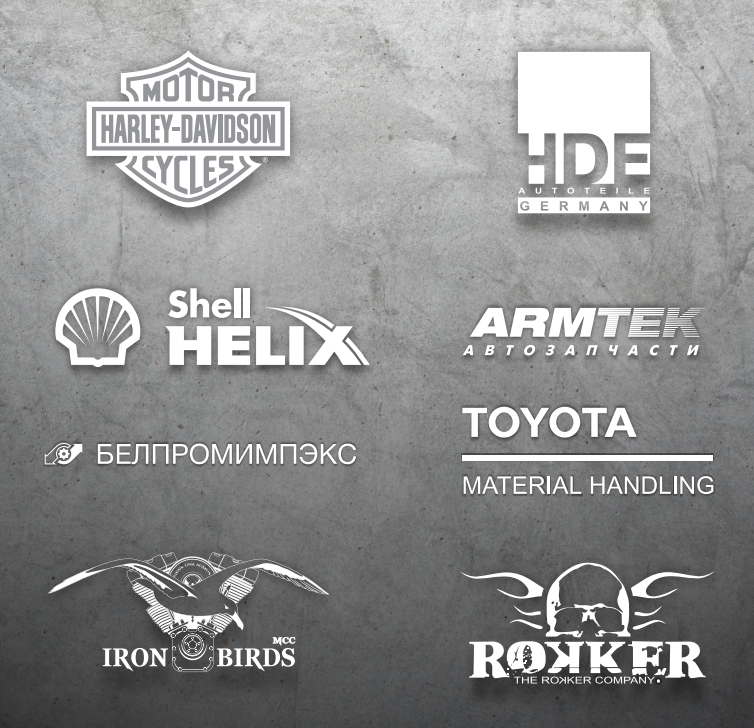 MOTOR
HARLEY-DAVIDSON
CYCLES
HDE
AUTOTEILE
GERMANY
Shell
HELIX
ARMTEK
АВТОЗАПЧАСТИ
БЕЛПРОМИМПЭКС
TOYOTA
MATERIAL HANDLING
MCC
IRON BIRDS
ROKKER
THE ROKKER COMPANY